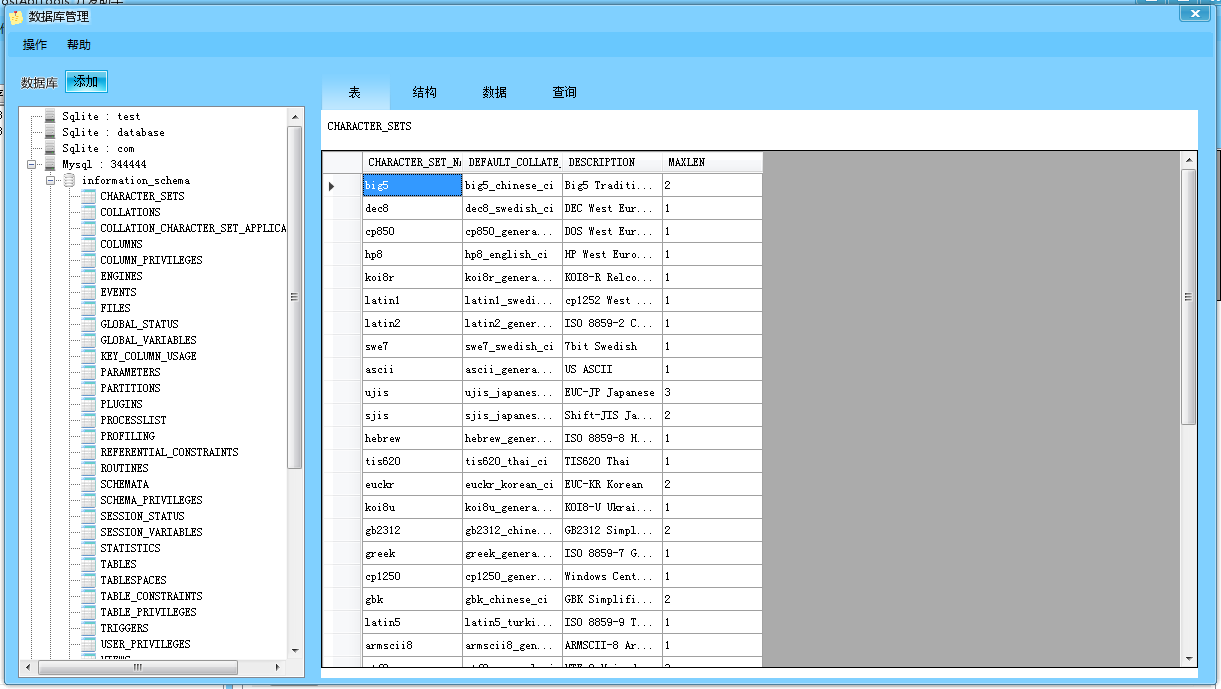 数据库管理
操作 帮助
数据库 添加
Sqlite : test
Sqlite : database
Sqlite : com
Mysql : 344444
information_schema
CHARACTER_SETS
COLLATIONS
COLLATION_CHARACTER_SET_APPLICA
COLUMNS
COLUMN_PRIVILEGES
ENGINES
EVENTS
FILES
GLOBAL_STATUS
GLOBAL_VARIABLES
KEY_COLUMN_USAGE
PARAMETERS
PARTITIONS
PLUGINS
PROCESSLIST
PROFILING
REFERENTIAL_CONSTRAINTS
ROUTINES
SCHEMATA
SCHEMA_PRIVILEGES
SESSION_STATUS
SESSION_VARIABLES
STATISTICS
TABLES
TABLESPACES
TABLE_CONSTRAINTS
TABLE_PRIVILEGES
TRIGGERS
USER_PRIVILEGES
表 结构 数据 查询
CHARACTER_SETS
CHARACTER_SET_NA DEFAULT_COLLATE_ DESCRIPTION MAXLEN
big5 big5_chinese_ci Big5 Traditi... 2
dec8 dec8_swedish_ci DEC West Eur... 1
cp850 cp850_genera... DOS West Eur... 1
hp8 hp8_english_ci HP West Euro... 1
koi8r koi8r_genera... KOI8-R Relco... 1
latin1 latin1_swedi... cp1252 West ... 1
latin2 latin2_gener... ISO 8859-2 C... 1
swe7 swe7_swedish_ci 7bit Swedish 1
ascii ascii_genera... US ASCII 1
ujis ujis_japanes... EUC-JP Japanese 3
sjis sjis_japanes... Shift-JIS Ja... 2
hebrew hebrew_gener... ISO 8859-8 H... 1
tis620 tis620_thai_ci TIS620 Thai 1
euckr euckr_korean_ci EUC-KR Korean 2
koi8u koi8u_genera... KOI8-U Ukrai... 1
gb2312 gb2312_chine... GB2312 Simpl... 2
greek greek_genera... ISO 8859-7 G... 1
cp1250 cp1250_gener... Windows Cent... 1
gbk gbk_chinese_ci GBK Simplifi... 2
latin5 latin5_turki... ISO 8859-9 T... 1
armscii8 armscii8_gen... ARMSCII-8 Ar... 1